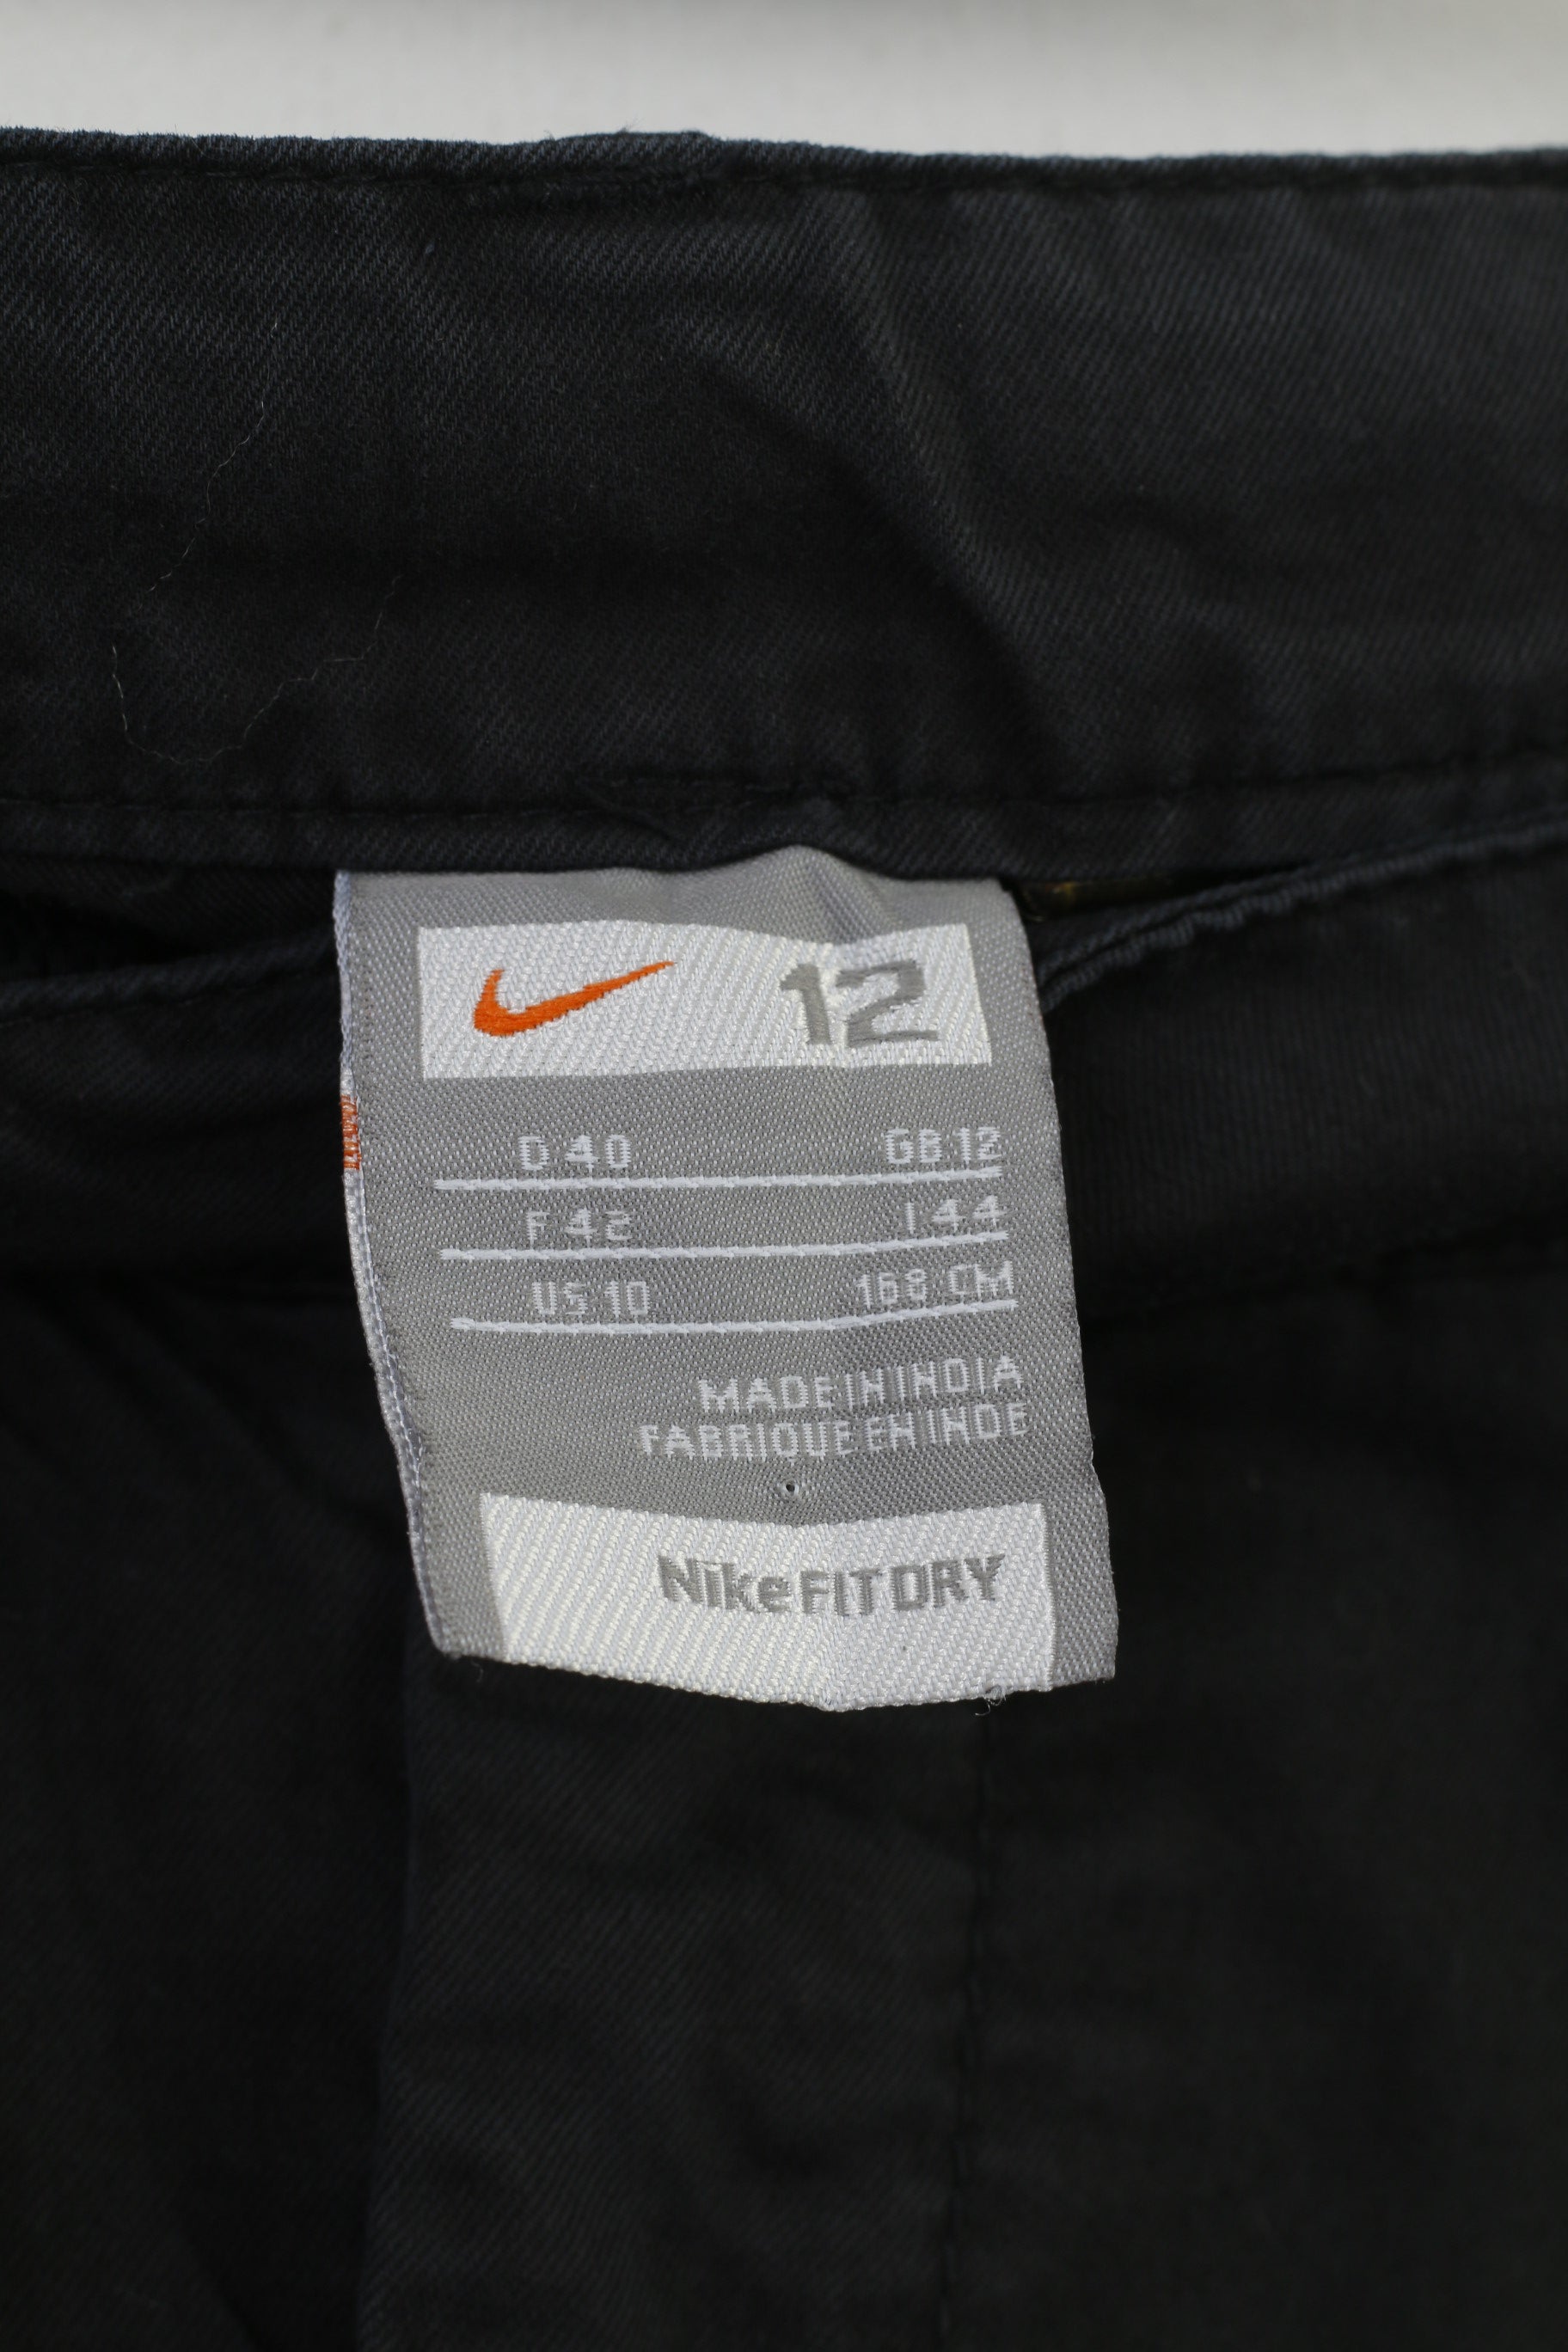 12
D 40 GB 12
F 42 I 44
US 10 168 CM
MADE IN INDIA
FABRIQUE EN INDE
Nike FIT DRY